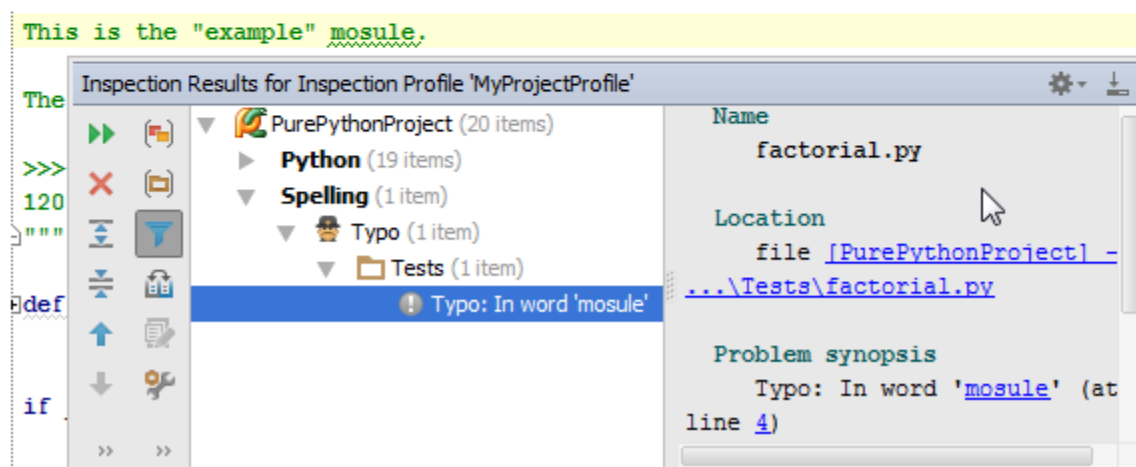 This is the "example" mosule.
Inspection Results for Inspection Profile 'MyProjectProfile'
The
>>>
120
"""
def
if
PurePythonProject (20 items)
Python (19 items)
Spelling (1 item)
Typo (1 item)
Tests (1 item)
Typo: In word 'mosule'
Name
factorial.py
Location
file [PurePythonProject] -
...\Tests\factorial.py
Problem synopsis
Typo: In word 'mosule' (at
line 4)